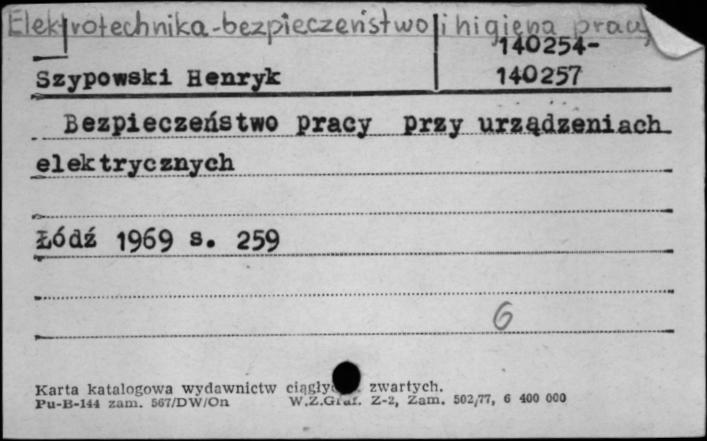 Elektrotechnika-bezpieczeństwo i higiena pracy
140254-
Szypowski Henryk 140257
Bezpieczeństwo pracy przy urządzeniach
elektrycznych
Łódź 1969 s. 259
6
Karta katalogowa wydawnictw zwartych.
Pu-B-144 zam. 567/DW/On W.Z.Graf. Z-2, Zam. 502/77, 6 400 000